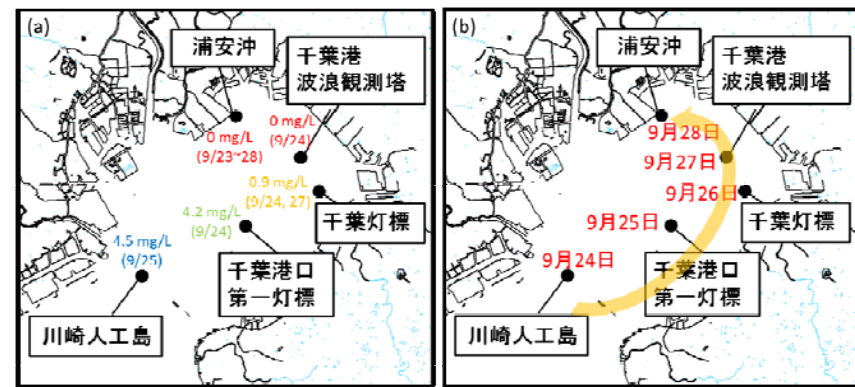 (a)
浦安沖
千葉港
波浪観測塔
0 mg/L
(9/24)
0 mg/L
(9/23~28)
0.9 mg/L
(9/24, 27)
4.2 mg/L
(9/24)
4.5 mg/L
(9/25)
千葉灯標
千葉港口
第一灯標
川崎人工島
(b)
浦安沖
千葉港
波浪観測塔
9月28日
9月27日
9月26日
9月25日
9月24日
千葉灯標
千葉港口
第一灯標
川崎人工島